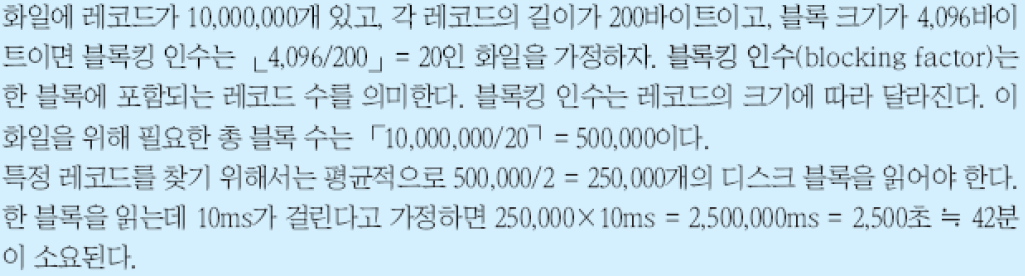 화일에 레코드가 10,000,000개 있고, 각 레코드의 길이가 200바이트이고, 블록 크기가 4,096바이
트이면 블록킹 인수는 ⌊4,096/200⌋ = 20인 화일을 가정하자. 블록킹 인수(blocking factor)는
한 블록에 포함되는 레코드 수를 의미한다. 블록킹 인수는 레코드의 크기에 따라 달라진다. 이
화일을 위해 필요한 총 블록 수는 ⌈10,000,000/20⌉ = 500,000이다.
특정 레코드를 찾기 위해서는 평균적으로 500,000/2 = 250,000개의 디스크 블록을 읽어야 한다.
한 블록을 읽는데 10ms가 걸린다고 가정하면 250,000×10ms = 2,500,000ms = 2,500초 ≒ 42분
이 소요된다.